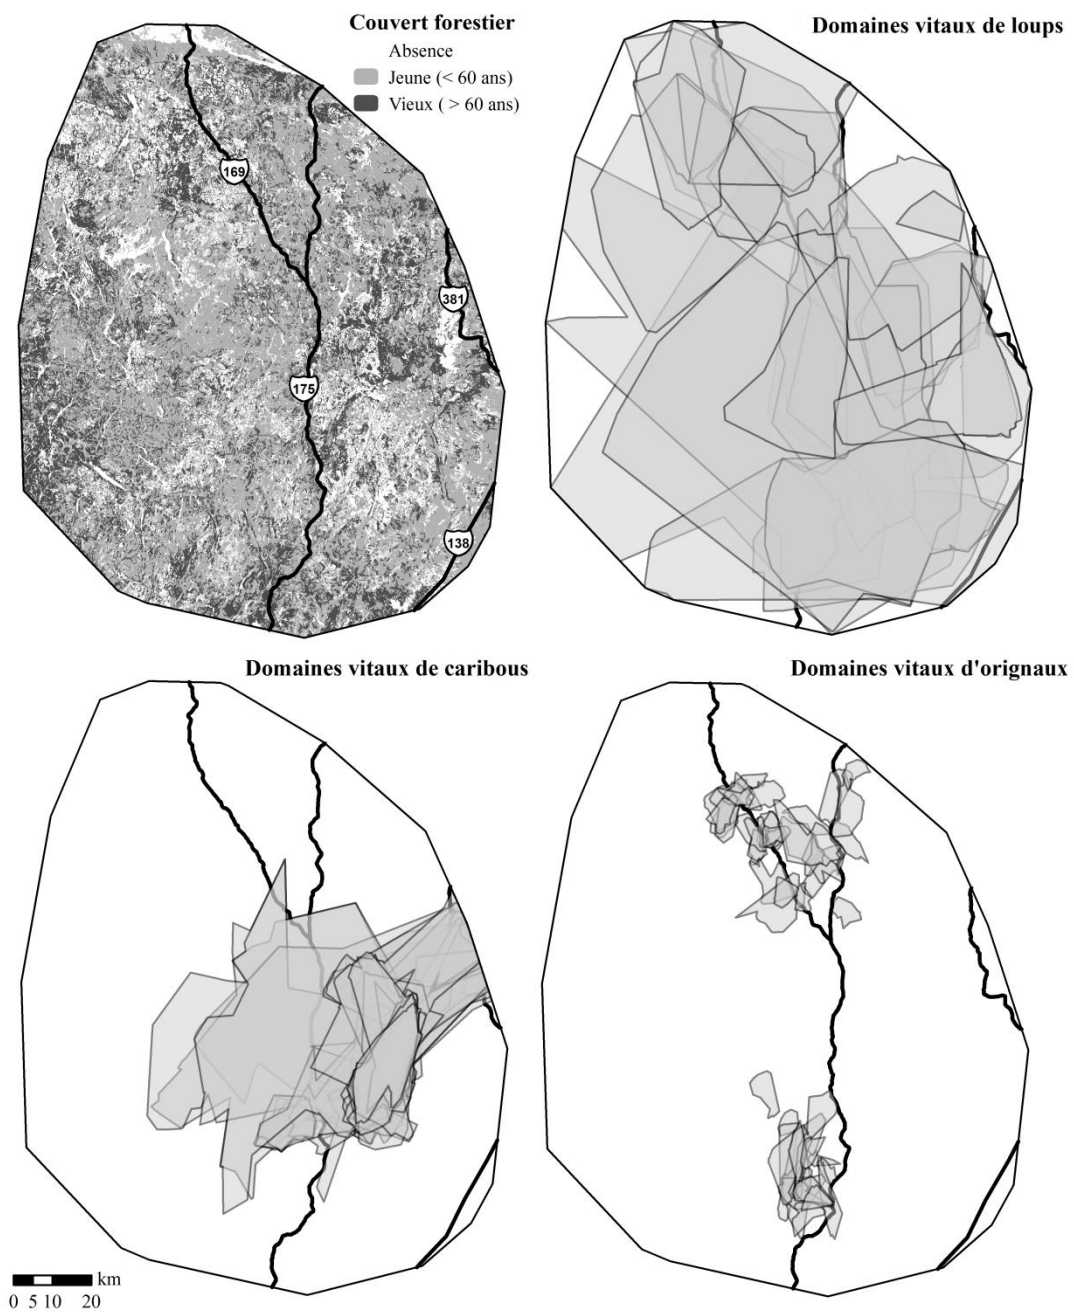 Couvert forestier
Absence
Jeune (< 60 ans)
Vieux ( > 60 ans)
169
381
175
138
Domaines vitaux de loups
Domaines vitaux de caribous
Domaines vitaux d'orignaux
km
0 5 10 20